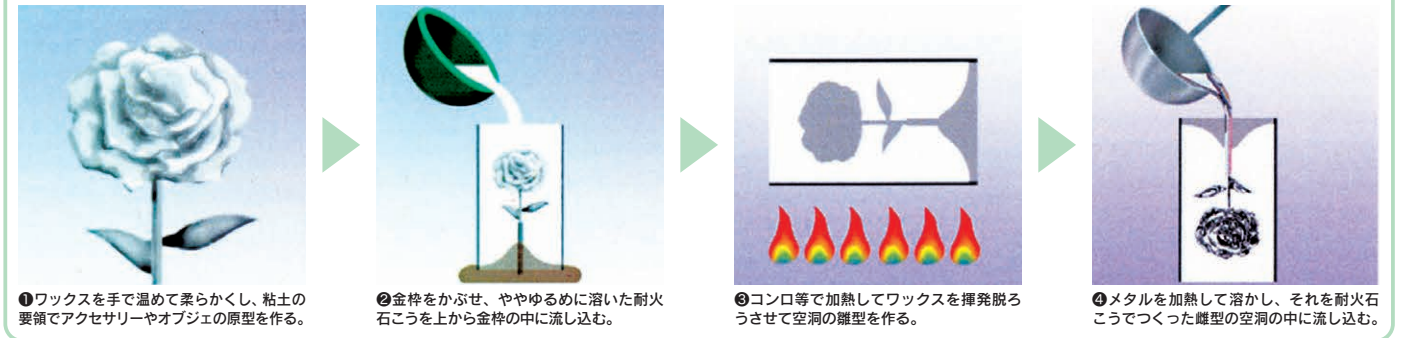 ❶ワックスを手で温めて柔らかくし、粘土の
要領でアクセサリーやオブジェの原型を作る。
❷金枠をかぶせ、ややゆるめに溶いた耐火
石こうを上から金枠の中に流し込む。
❸コンロ等で加熱してワックスを揮発脱ろ
うさせて空洞の雛型を作る。
❹メタルを加熱して溶かし、それを耐火石
こうでつくった雌型の空洞の中に流し込む。